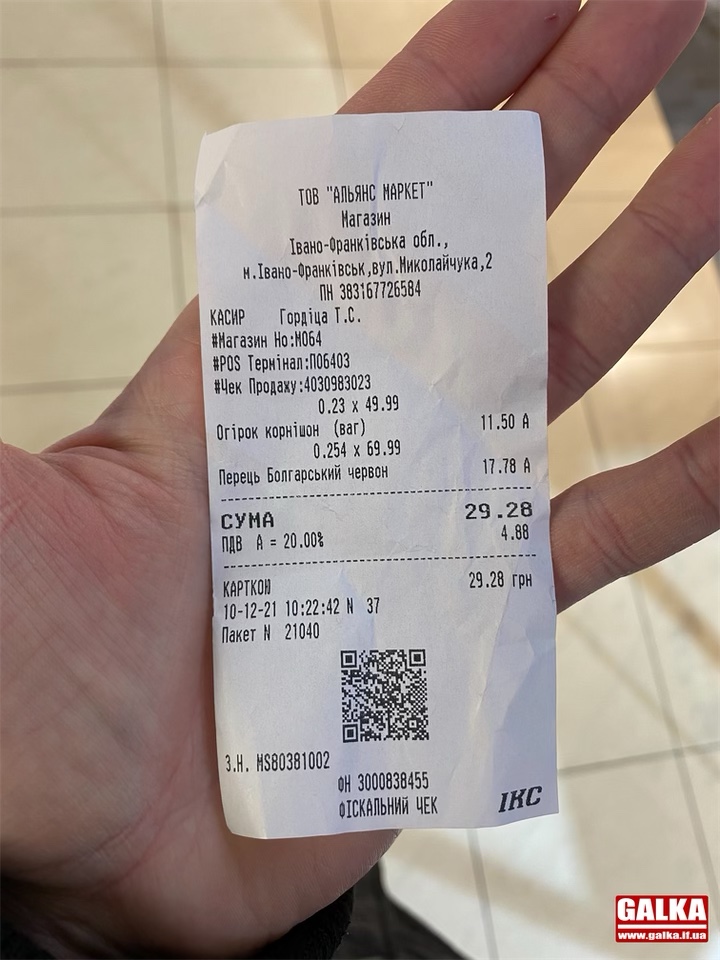 ТОВ "АЛЬЯНС МАРКЕТ"
Магазин
Івано-Франківська обл.,
м.Івано-Франківськ,вул.Миколайчука,2
ПН 383167726584
КАСИР Гордіца Т.С.
#Магазин Но:М064
#POS Термінал:П06403
#Чек Продажу:4030983023
0.23 x 49.99
Огірок корнішон (ваг) 11.50 А
0.254 x 69.99
Перець Болгарський червон 17.78 А
СУМА 29.28
ПДВ А = 20.00% 4.88
КАРТКОЮ 29.28 грн
10-12-21 10:22:42 N 37
Пакет N 21040
З.Н. MS80381002
ФН 3000838455
ФІСКАЛЬНИЙ ЧЕК
ІКС
GALKA
www.galka.if.ua